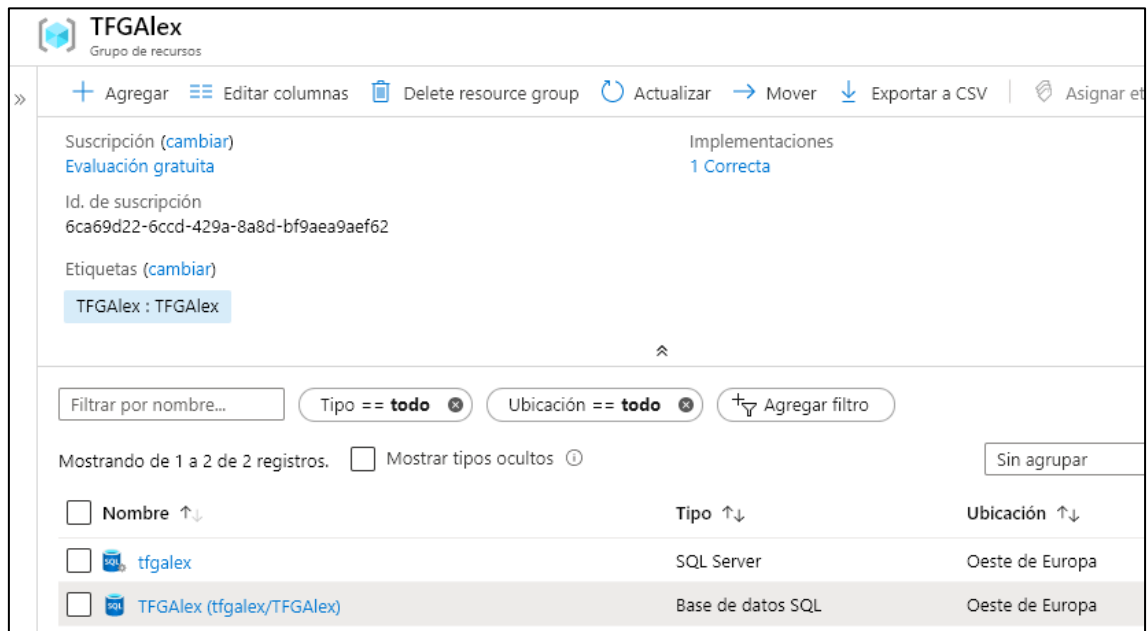 TFGAlex
Grupo de recursos
Agregar Editar columnas Delete resource group Actualizar Mover Exportar a CSV Asignar et
Suscripción (cambiar) Implementaciones
Evaluación gratuita 1 Correcta
Id. de suscripción
6ca69d22-6ccd-429a-8a8d-bf9aea9aef62
Etiquetas (cambiar)
TFGAlex : TFGAlex
Filtrar por nombre... Tipo == todo Ubicación == todo Agregar filtro
Mostrando de 1 a 2 de 2 registros. Mostrar tipos ocultos Sin agrupar
Nombre Tipo Ubicación
SQL tfgalex SQL Server Oeste de Europa
SQL TFGAlex (tfgalex/TFGAlex) Base de datos SQL Oeste de Europa